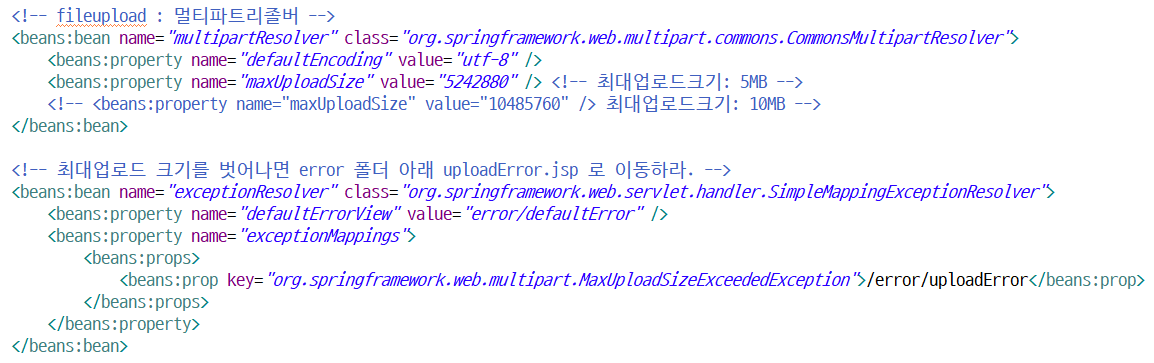 <!-- fileupload : 멀티파트리졸버 -->
<beans:bean name="multipartResolver" class="org.springframework.web.multipart.commons.CommonsMultipartResolver">
    <beans:property name="defaultEncoding" value="utf-8" />
    <beans:property name="maxUploadSize" value="5242880" /> <!-- 최대업로드크기: 5MB -->
    <!-- <beans:property name="maxUploadSize" value="10485760" /> 최대업로드크기: 10MB -->
</beans:bean>

<!-- 최대업로드 크기를 벗어나면 error 폴더 아래 uploadError.jsp 로 이동하라. -->
<beans:bean name="exceptionResolver" class="org.springframework.web.servlet.handler.SimpleMappingExceptionResolver">
    <beans:property name="defaultErrorView" value="error/defaultError" />
    <beans:property name="exceptionMappings">
        <beans:props>
            <beans:prop key="org.springframework.web.multipart.MaxUploadSizeExceededException">/error/uploadError</beans:prop>
        </beans:props>
    </beans:property>
</beans:bean>